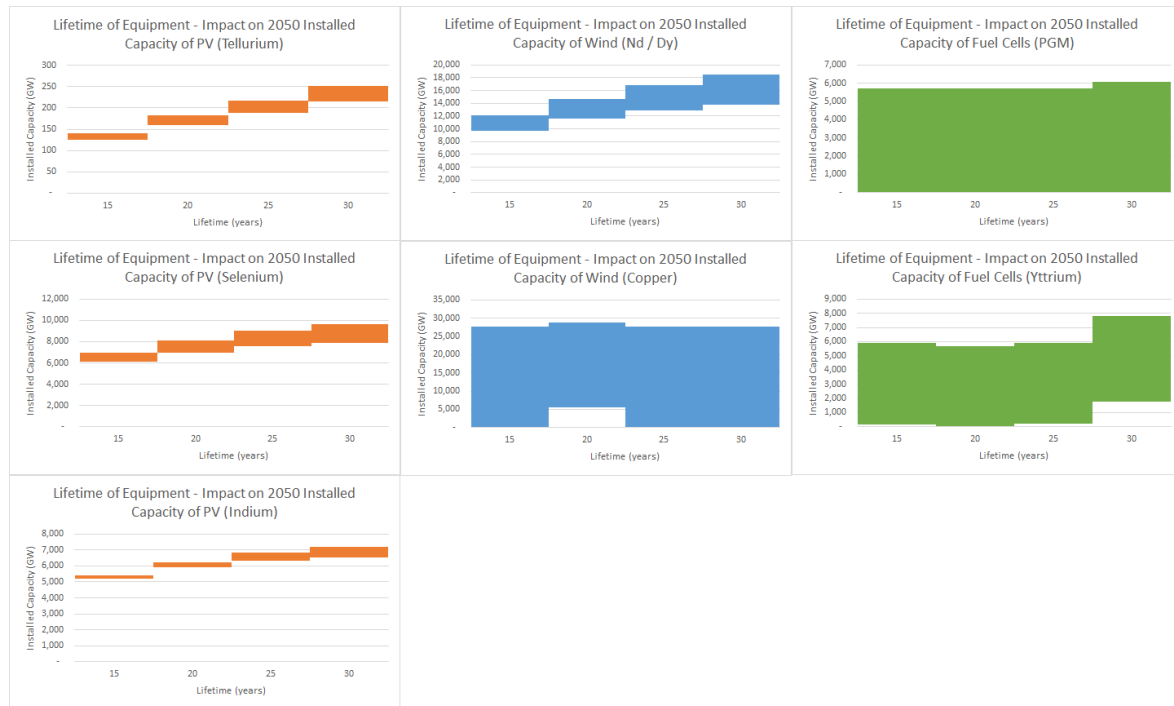 Lifetime of Equipment - Impact on 2050 Installed
Capacity of PV (Tellurium)
Installed Capacity (GW)
300
250
200
150
100
50
-
15 20 25 30
Lifetime (years)
Lifetime of Equipment - Impact on 2050 Installed
Capacity of Wind (Nd / Dy)
Installed Capacity (GW)
20,000
18,000
16,000
14,000
12,000
10,000
8,000
6,000
4,000
2,000
-
15 20 25 30
Lifetime (years)
Lifetime of Equipment - Impact on 2050 Installed
Capacity of Fuel Cells (PGM)
Installed Capacity (GW)
7,000
6,000
5,000
4,000
3,000
2,000
1,000
-
15 20 25 30
Lifetime (years)
Lifetime of Equipment - Impact on 2050 Installed
Capacity of PV (Selenium)
Installed Capacity (GW)
12,000
10,000
8,000
6,000
4,000
2,000
-
15 20 25 30
Lifetime (years)
Lifetime of Equipment - Impact on 2050 Installed
Capacity of Wind (Copper)
Installed Capacity (GW)
35,000
30,000
25,000
20,000
15,000
10,000
5,000
-
15 20 25 30
Lifetime (years)
Lifetime of Equipment - Impact on 2050 Installed
Capacity of Fuel Cells (Yttrium)
Installed Capacity (GW)
9,000
8,000
7,000
6,000
5,000
4,000
3,000
2,000
1,000
-
15 20 25 30
Lifetime (years)
Lifetime of Equipment - Impact on 2050 Installed
Capacity of PV (Indium)
Installed Capacity (GW)
8,000
7,000
6,000
5,000
4,000
3,000
2,000
1,000
-
15 20 25 30
Lifetime (years)